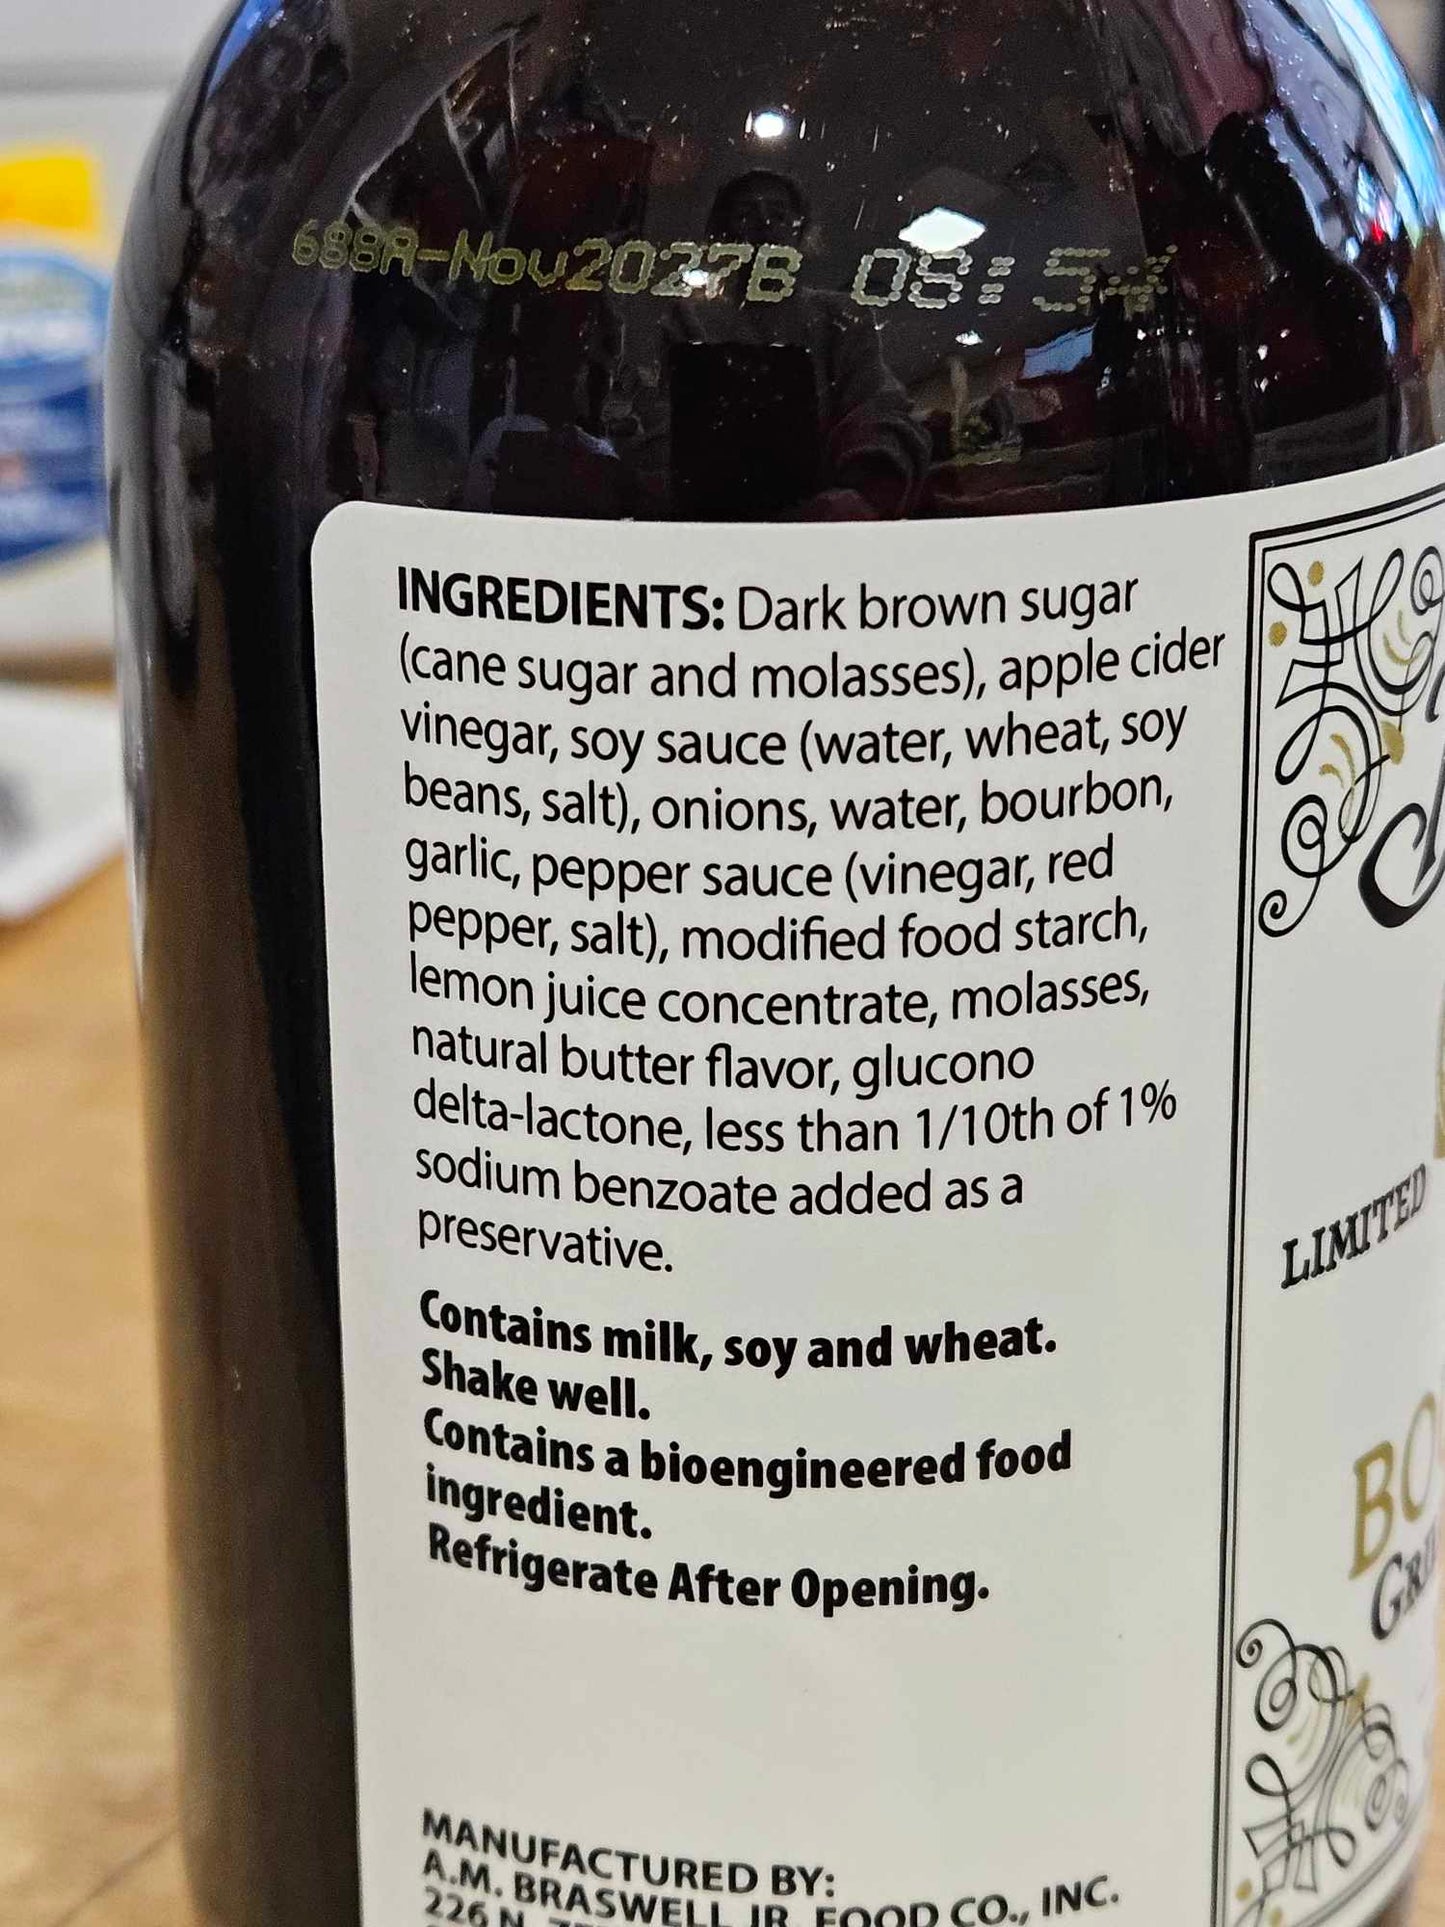 688A-Nov2027B 08:54
INGREDIENTS: Dark brown sugar
(cane sugar and molasses), apple cider
vinegar, soy sauce (water, wheat, soy
beans, salt), onions, water, bourbon,
garlic, pepper sauce (vinegar, red
pepper, salt), modified food starch,
lemon juice concentrate, molasses,
natural butter flavor, glucono
delta-lactone, less than 1/10th of 1%
sodium benzoate added as a
preservative.
Contains milk, soy and wheat.
Shake well.
Contains a bioengineered food
ingredient.
Refrigerate After Opening.
MANUFACTURED BY:
A.M. BRASWELL JR. FOOD CO., INC.
226 N.
LIMITED
BO
GRI